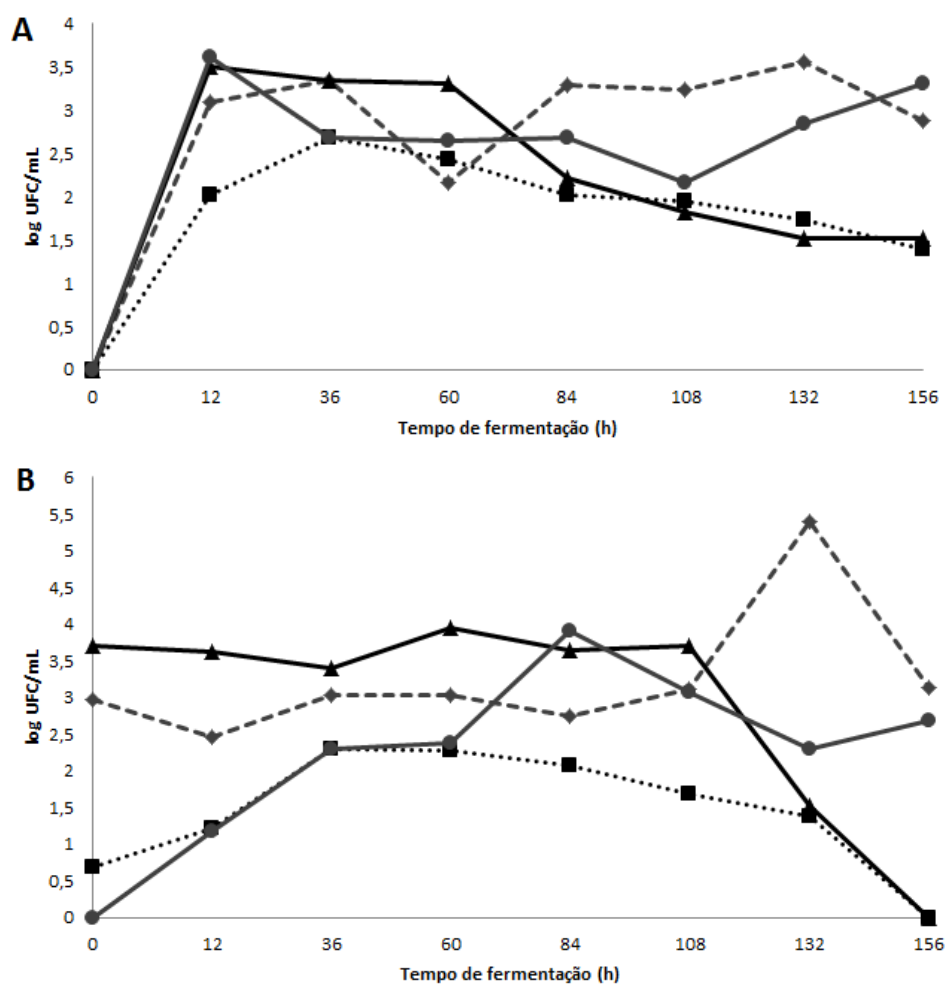 A
4
3,5
3
2,5
2
1,5
1
0,5
0
log UFC/mL
0 12 36 60 84 108 132 156
Tempo de fermentação (h)
B
6
5,5
5
4,5
4
3,5
3
2,5
2
1,5
1
0,5
0
log UFC/mL
0 12 36 60 84 108 132 156
Tempo de fermentação (h)